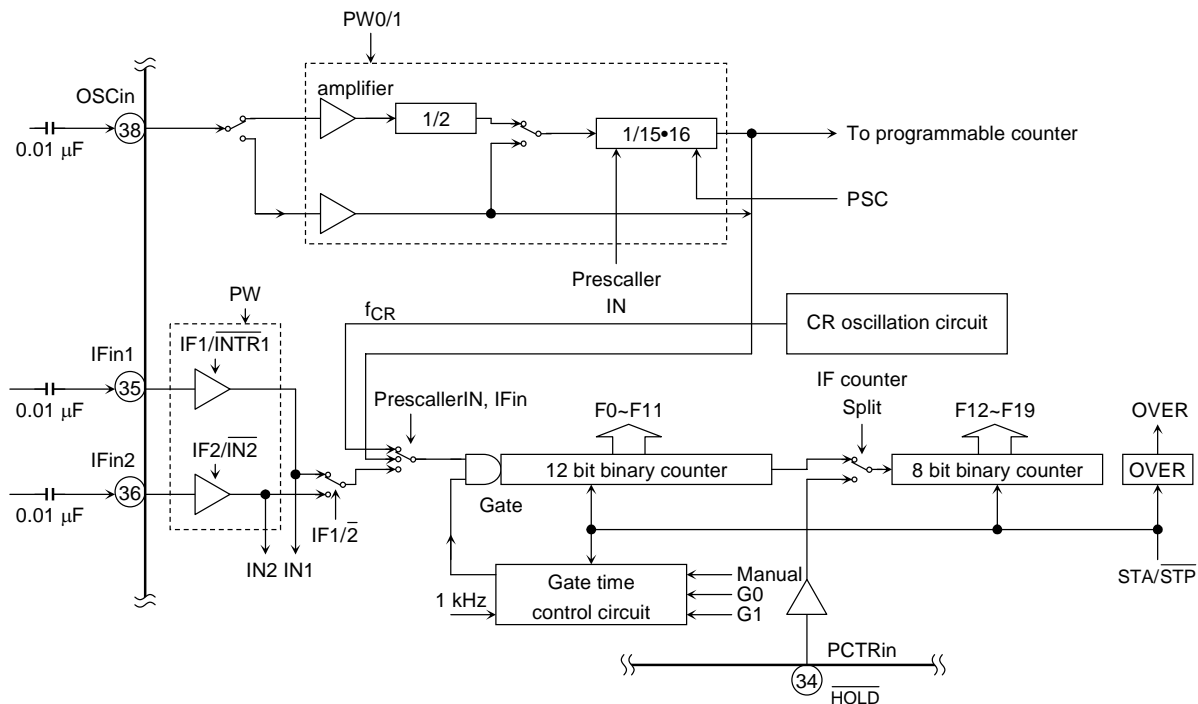 PW0/1
OSCin
38
0.01 μF
amplifier
1/2
1/15•16
To programmable counter
PSC
Prescaller
IN
PW
fCR
CR oscillation circuit
IF1/INTR1
IFin1
35
0.01 μF
PrescallerIN, IFin
IF counter
Split
F0~F11
F12~F19
OVER
IF2/IN2
IFin2
36
0.01 μF
12 bit binary counter
8 bit binary counter
OVER
Gate
IF1/2
IN2 IN1
Gate time
control circuit
1 kHz
Manual
G0
G1
STA/STP
PCTRin
34
HOLD